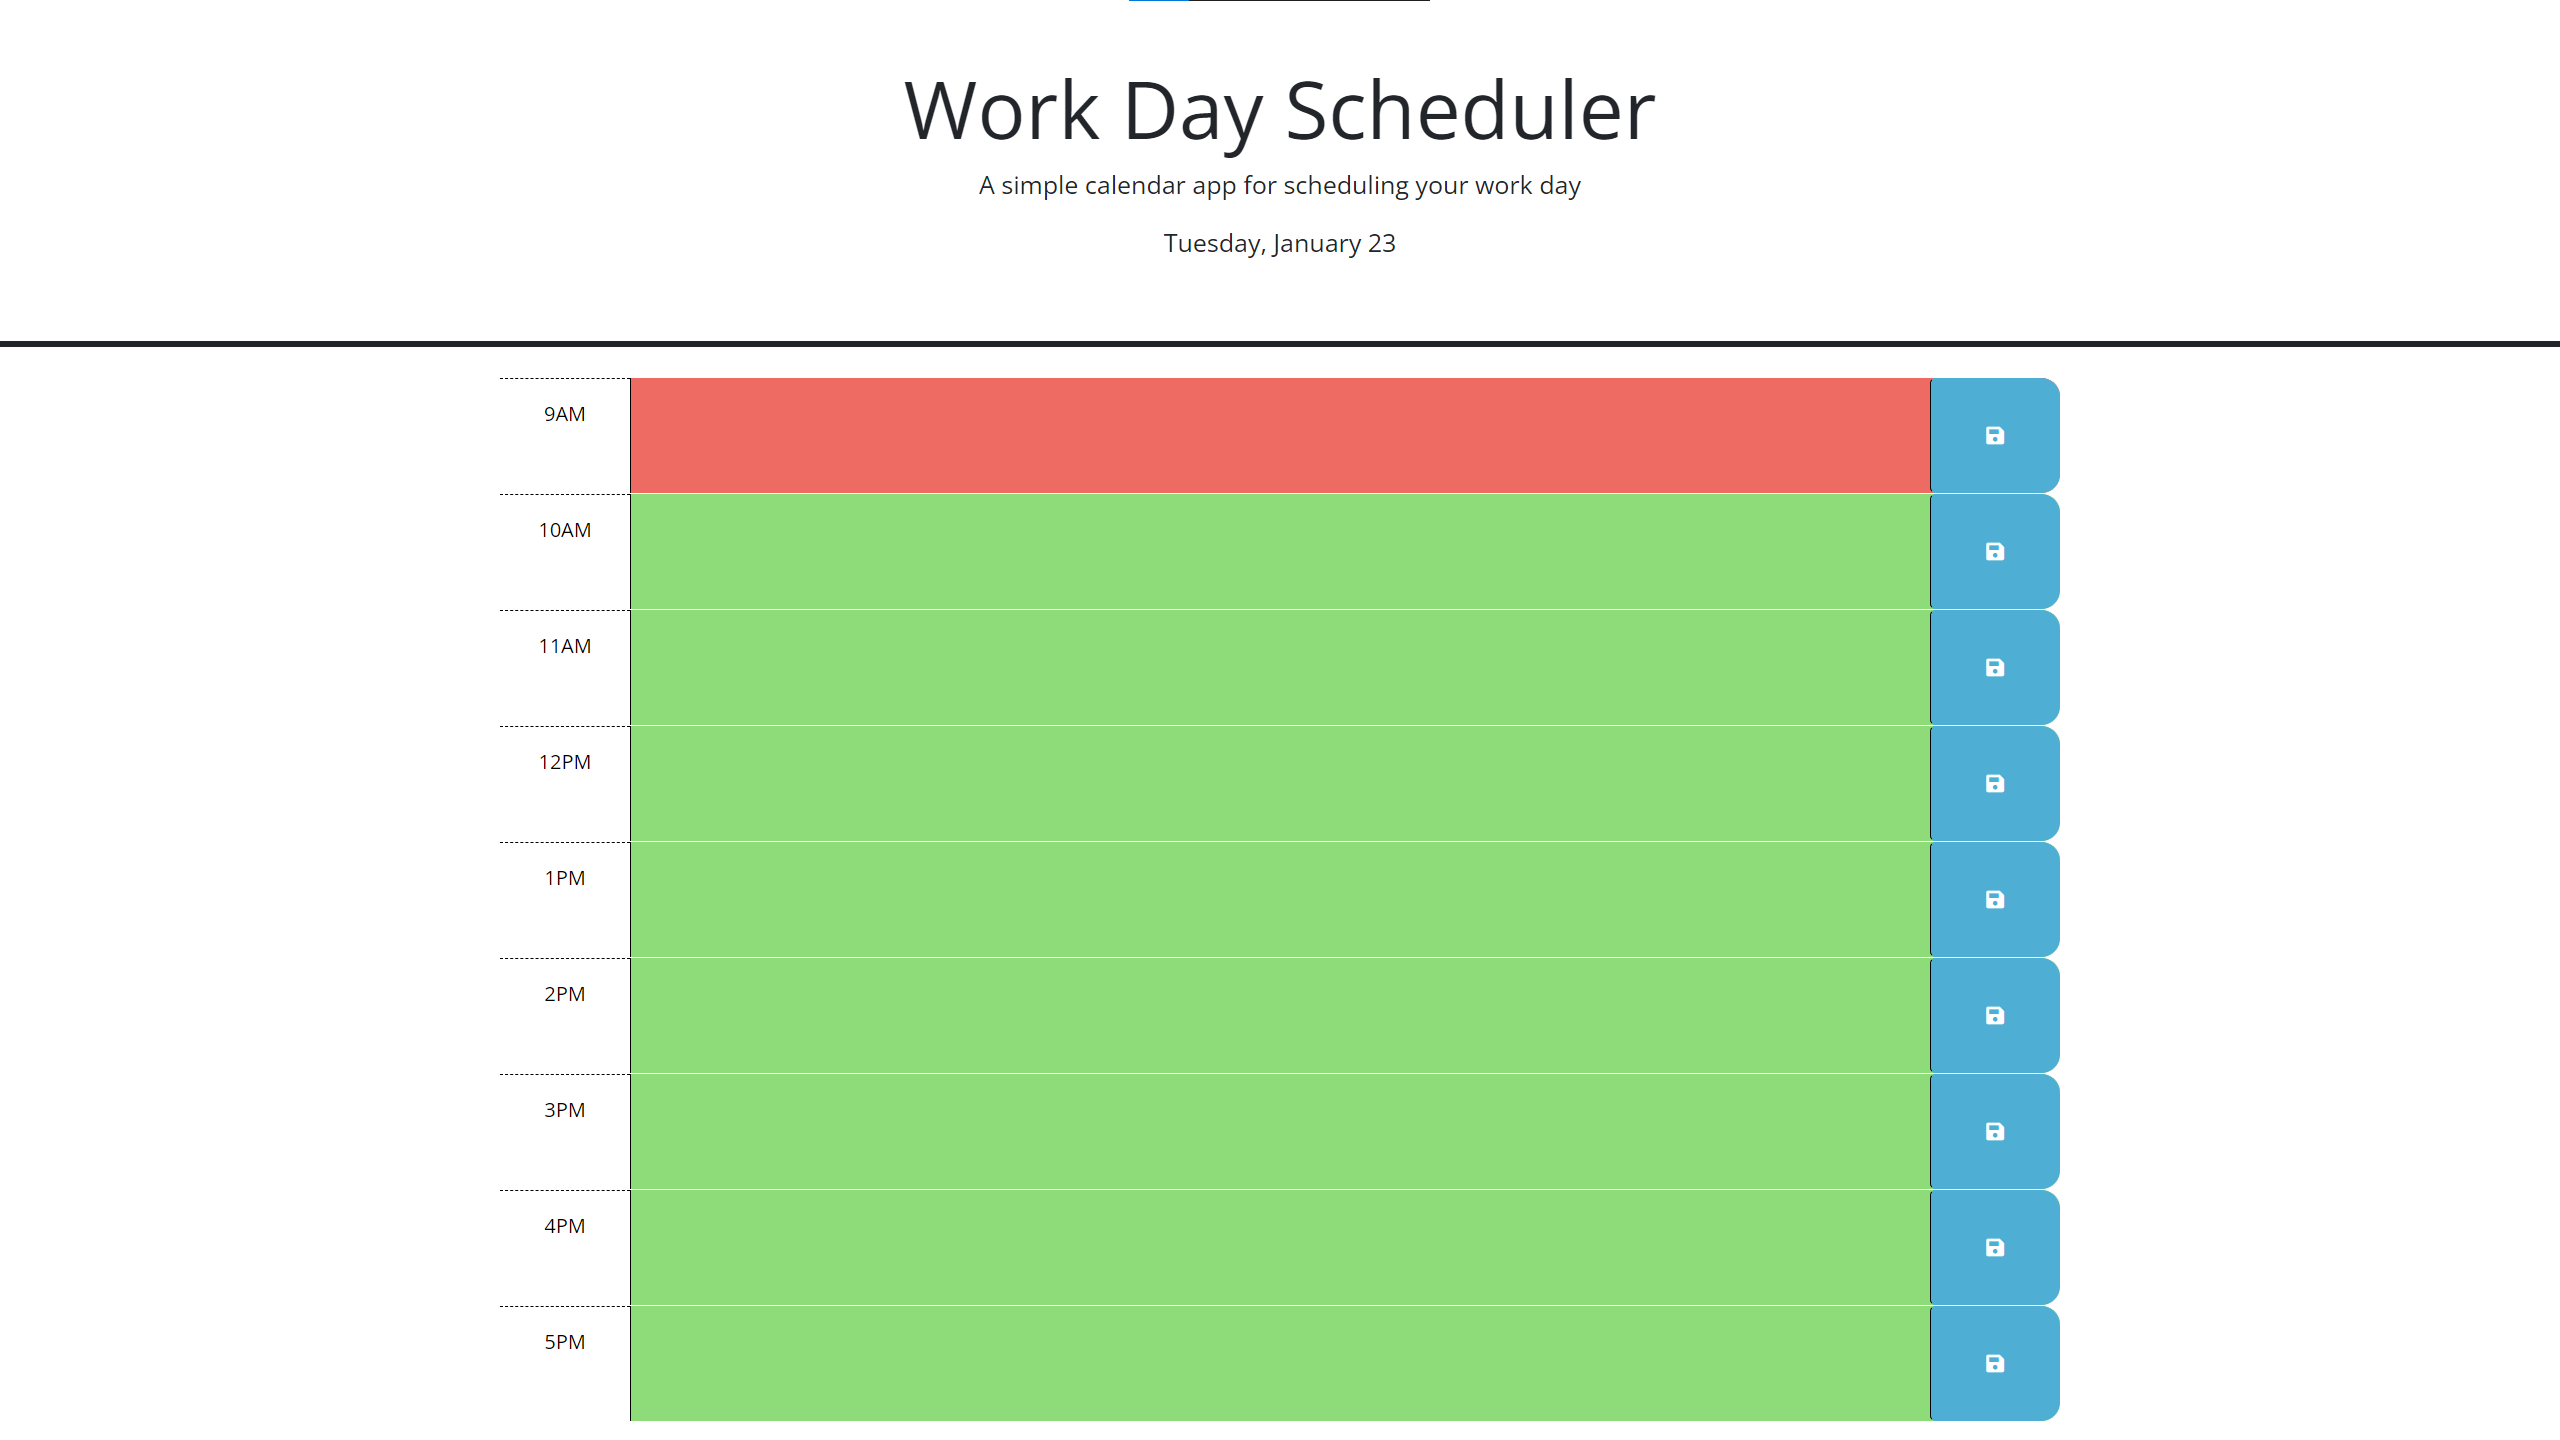 Work Day Scheduler
A simple calendar app for scheduling your work day
Tuesday, January 23
9AM
10AM
11AM
12PM
1PM
2PM
3PM
4PM
5PM